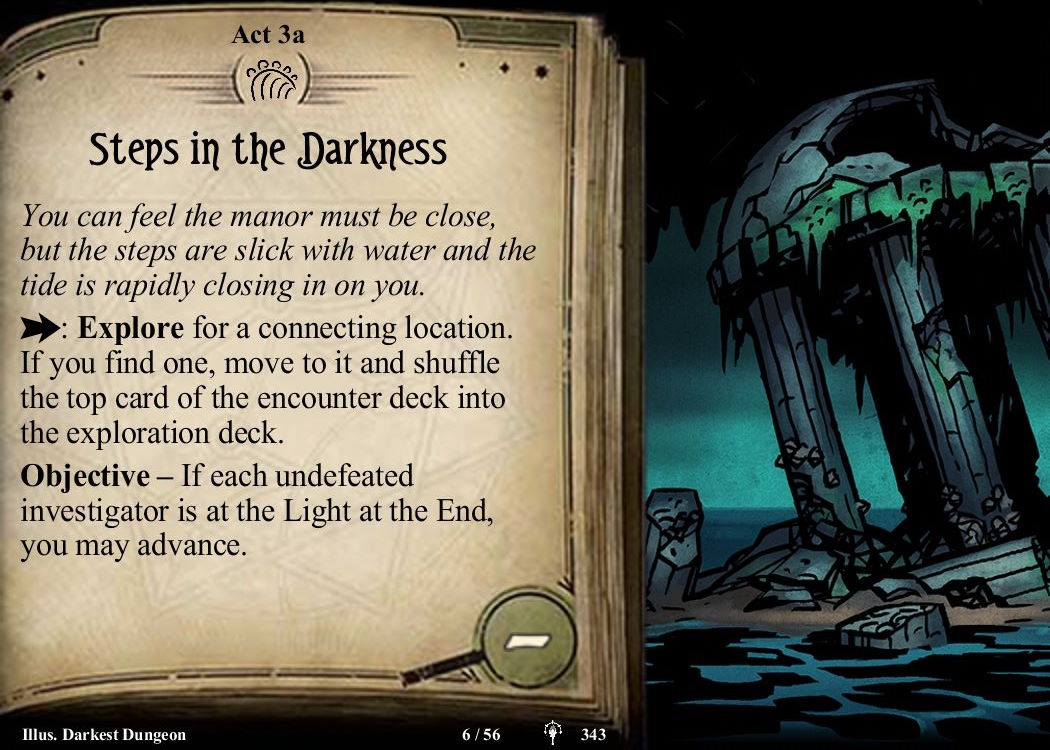 Act 3a
Steps in the Darkness
You can feel the manor must be close,
but the steps are slick with water and the
tide is rapidly closing in on you.
: Explore for a connecting location.
If you find one, move to it and shuffle
the top card of the encounter deck into
the exploration deck.
Objective – If each undefeated
investigator is at the Light at the End,
you may advance.
–
Illus. Darkest Dungeon
6 / 56
343